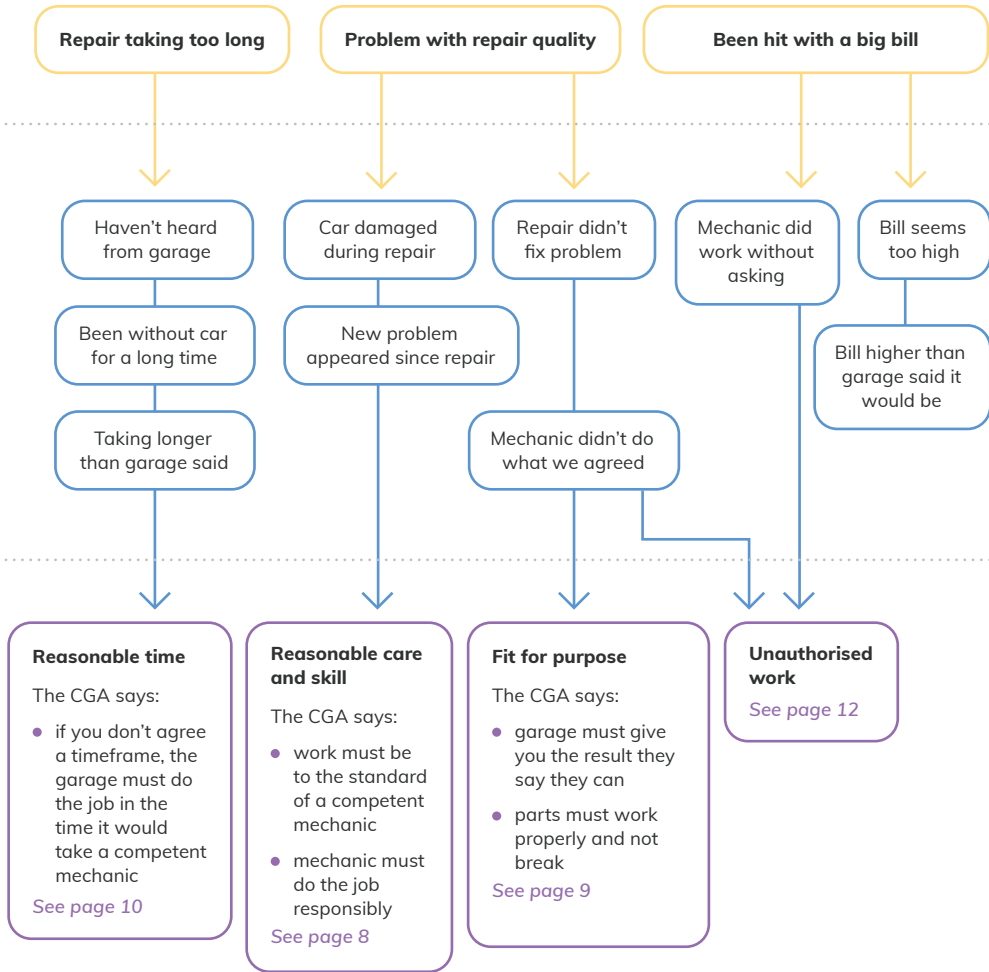 Repair taking too long
Problem with repair quality
Been hit with a big bill
Haven’t heard
from garage
Car damaged
during repair
Repair didn’t
fix problem
Mechanic did
work without
asking
Bill seems
too high
Been without car
for a long time
New problem
appeared since repair
Bill higher than
garage said it
would be
Taking longer
than garage said
Mechanic didn’t do
what we agreed
Reasonable time
The CGA says:
• if you don’t agree
a timeframe, the
garage must do
the job in the
time it would
take a competent
mechanic
See page 10
Reasonable care
and skill
The CGA says:
• work must be
to the standard
of a competent
mechanic
• mechanic must
do the job
responsibly
See page 8
Fit for purpose
The CGA says:
• garage must give
you the result they
say they can
• parts must work
properly and not
break
See page 9
Unauthorised
work
See page 12